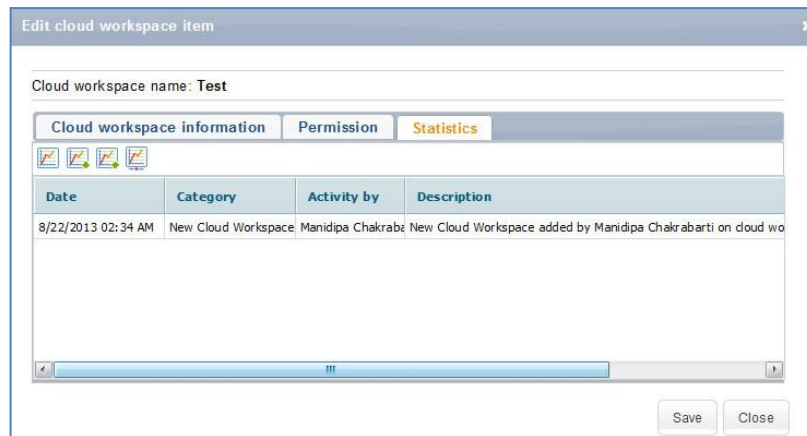 Edit cloud workspace item
Cloud workspace name: Test
Cloud workspace information Permission Statistics
Date Category Activity by Description
8/22/2013 02:34 AM New Cloud Workspace Manidipa Chakraba New Cloud Workspace added by Manidipa Chakrabarti on cloud wo
Save Close